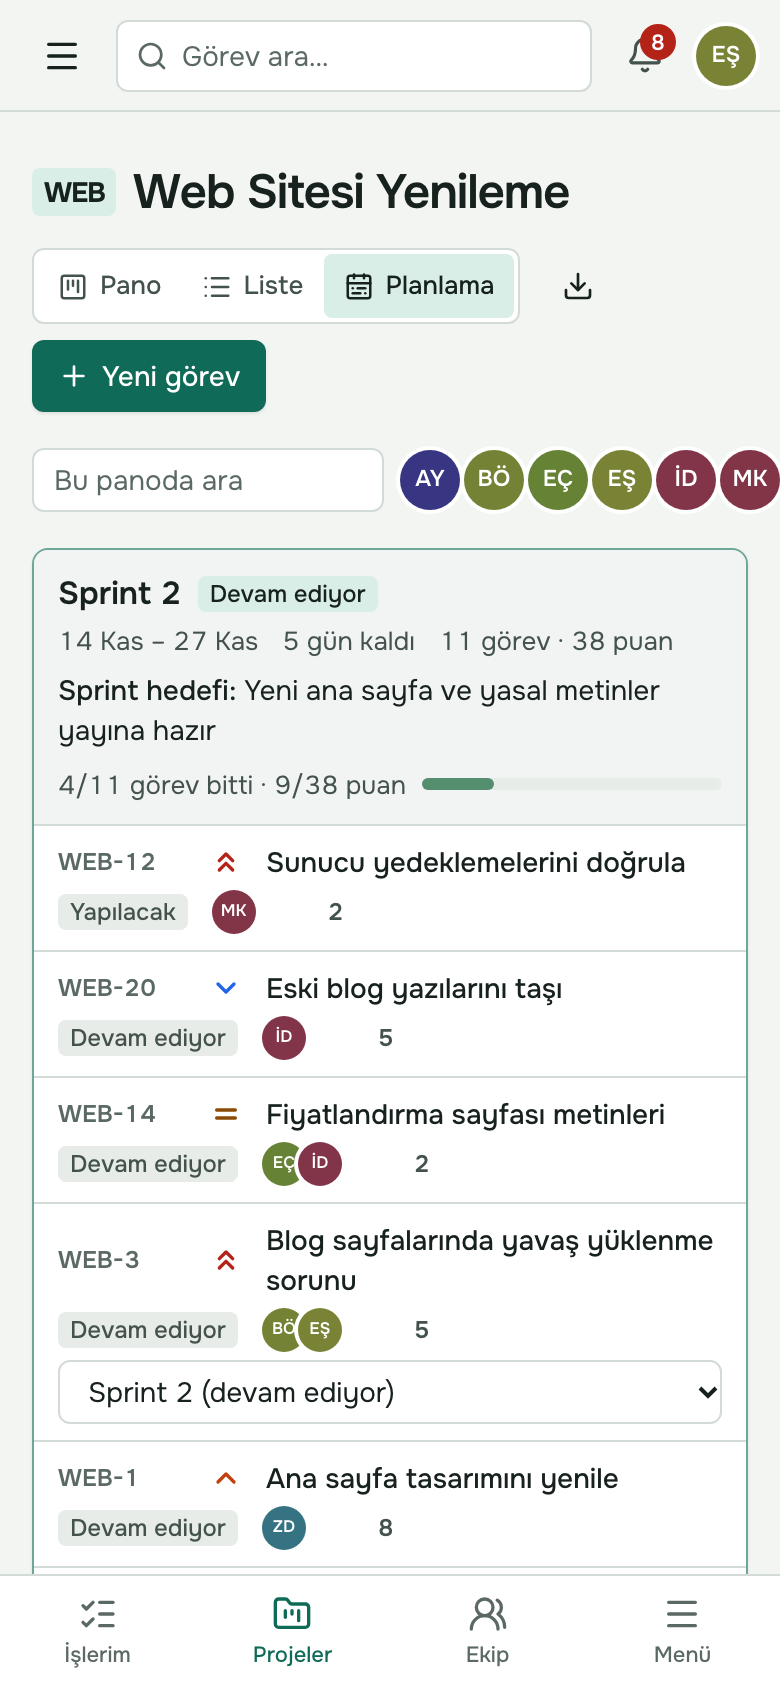 Görev ara...
8
EŞ
WEB Web Sitesi Yenileme
Pano Liste Planlama
+ Yeni görev
Bu panoda ara AY BÖ EÇ EŞ İD MK
Sprint 2 Devam ediyor
14 Kas – 27 Kas 5 gün kaldı 11 görev · 38 puan
Sprint hedefi: Yeni ana sayfa ve yasal metinler
yayına hazır
4/11 görev bitti · 9/38 puan
WEB-12 Sunucu yedeklemelerini doğrula
Yapılacak MK 2
WEB-20 Eski blog yazılarını taşı
Devam ediyor İD 5
WEB-14 Fiyatlandırma sayfası metinleri
Devam ediyor EÇ İD 2
WEB-3 Blog sayfalarında yavaş yüklenme
sorunu
Devam ediyor BÖ EŞ 5
Sprint 2 (devam ediyor)
WEB-1 Ana sayfa tasarımını yenile
Devam ediyor ZD 8
İşlerim Projeler Ekip Menü